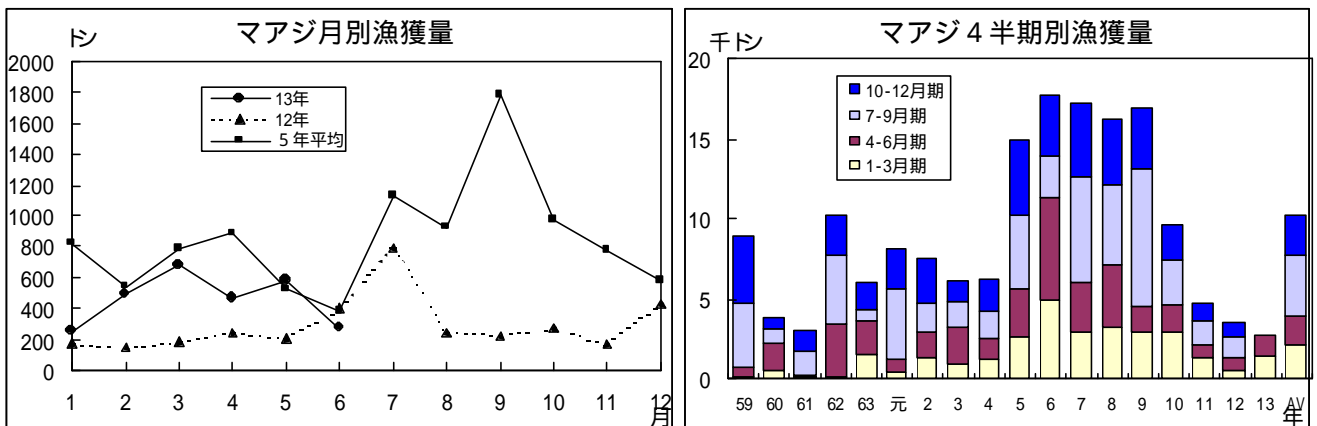 マアジ月別漁獲量
トン
2000
1800
1600
1400
1200
1000
800
600
400
200
0
13年
12年
5年平均
1 2 3 4 5 6 7 8 9 10 11 12
月
マアジ４半期別漁獲量
千トン
20
15
10
5
0
10-12月期
7-9月期
4-6月期
1-3月期
59 60 61 62 63 元 2 3 4 5 6 7 8 9 10 11 12 13 AV
年